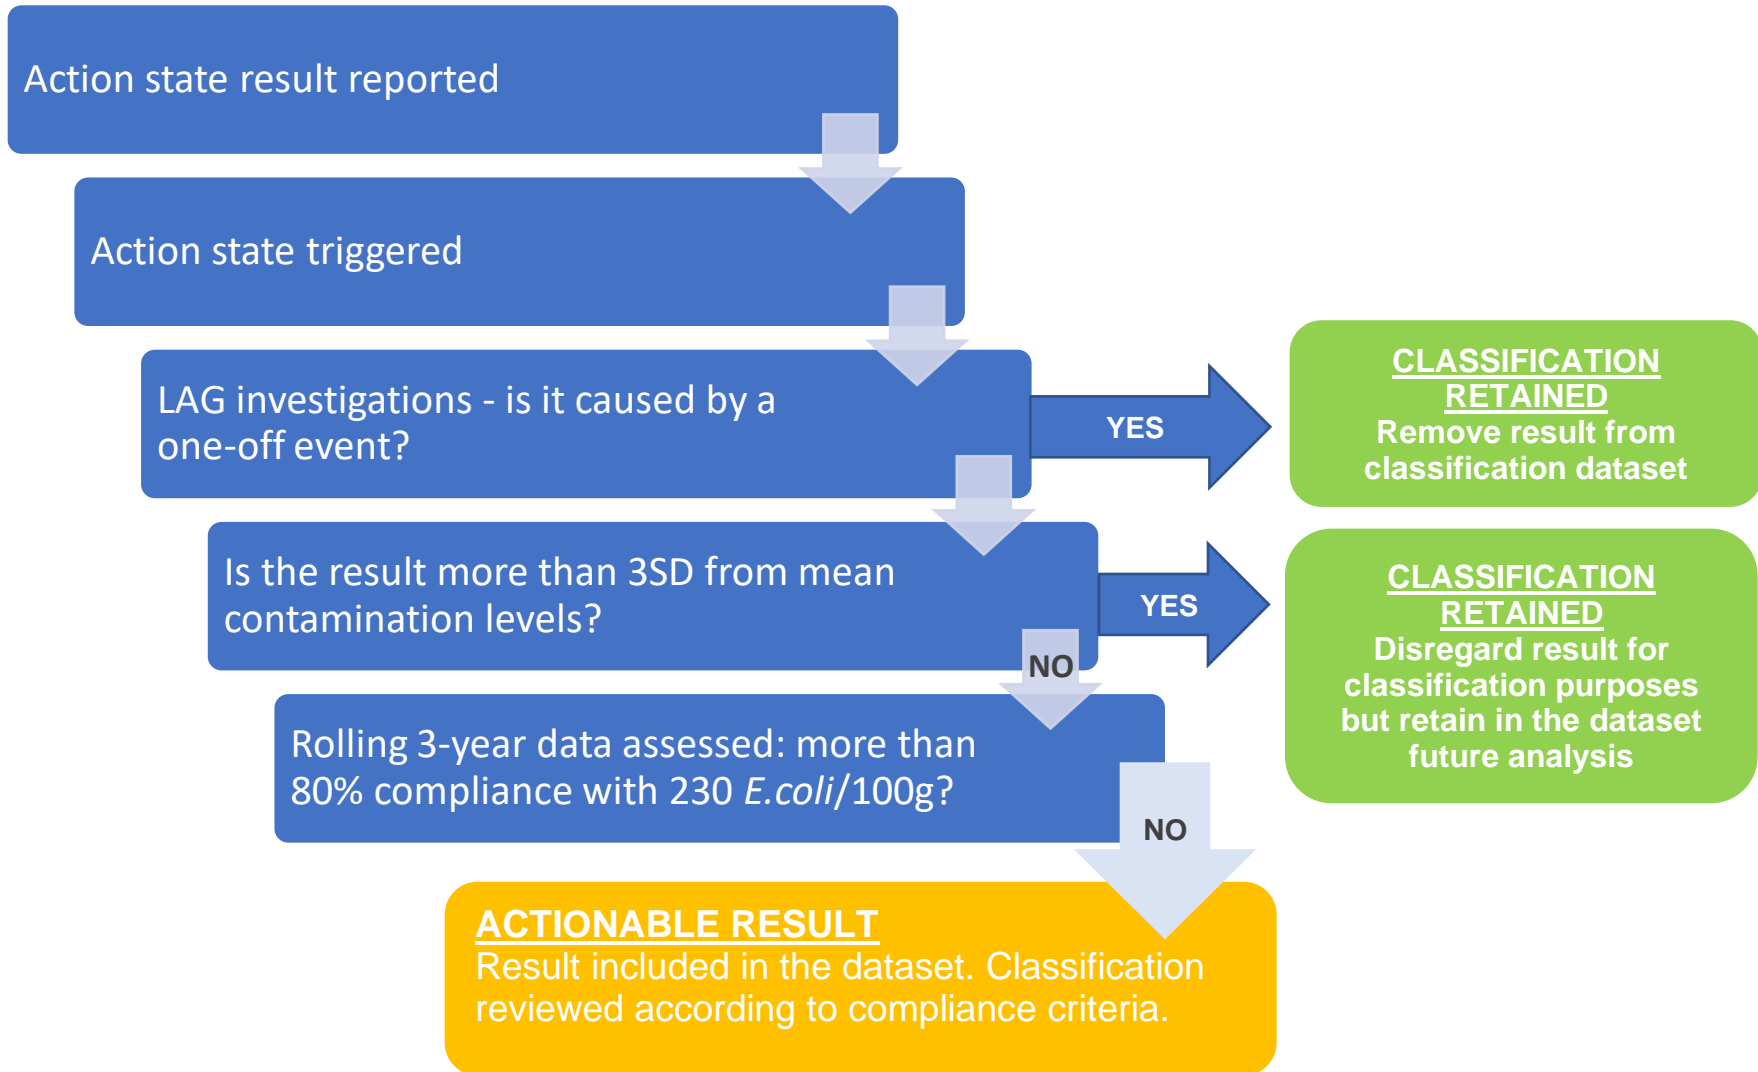 Action state result reported
Action state triggered
LAG investigations - is it caused by a
one-off event?
YES
CLASSIFICATION
RETAINED
Remove result from
classification dataset
Is the result more than 3SD from mean
contamination levels?
YES
CLASSIFICATION
RETAINED
Disregard result for
classification purposes
but retain in the dataset
future analysis
NO
Rolling 3-year data assessed: more than
80% compliance with 230 E.coli/100g?
NO
ACTIONABLE RESULT
Result included in the dataset. Classification
reviewed according to compliance criteria.